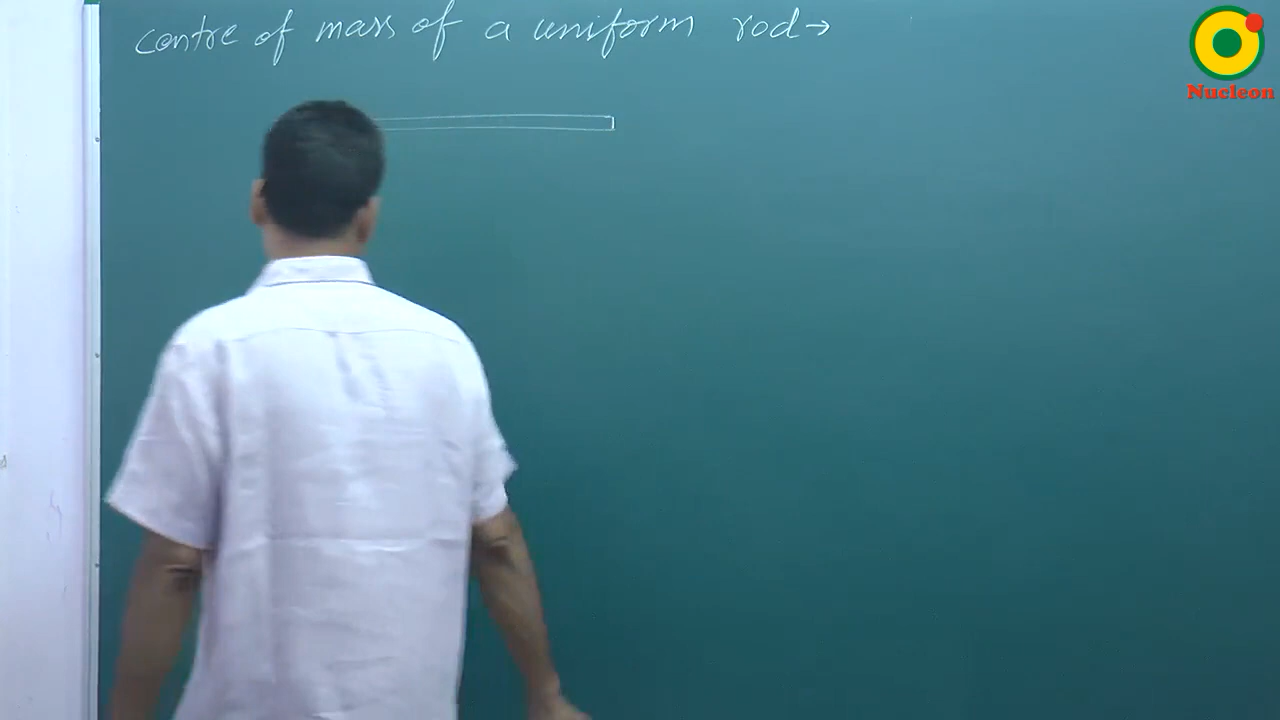 centre of mass of a uniform rod →
Nucleon